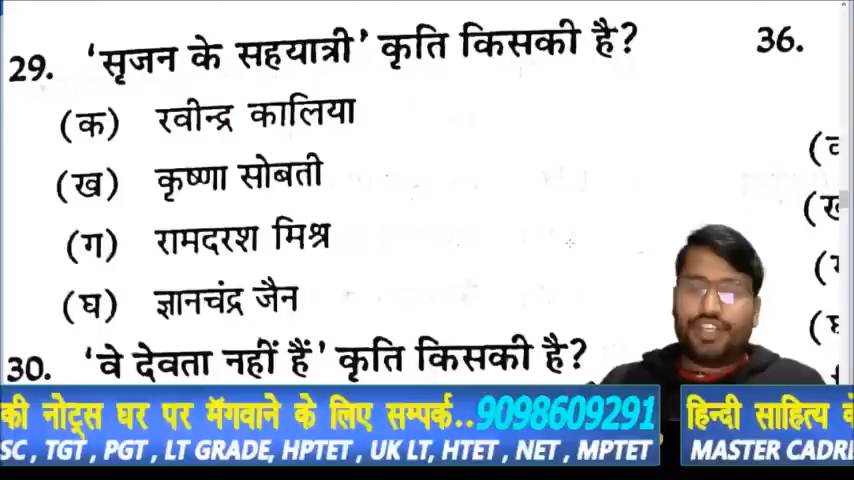 29. ‘सृजन के सहयात्री’ कृति किसकी है?
(क) रवीन्द्र कालिया
(ख) कृष्णा सोबती
(ग) रामदरश मिश्र
(घ) ज्ञानचंद्र जैन
30. ‘वे देवता नहीं हैं’ कृति किसकी है?
36.
की नोट्स घर पर मॅगवाने के लिए सम्पर्क..9098609291 हिन्दी साहित्य
SC , TGT , PGT , LT GRADE, HPTET , UK LT, HTET , NET , MPTET MASTER